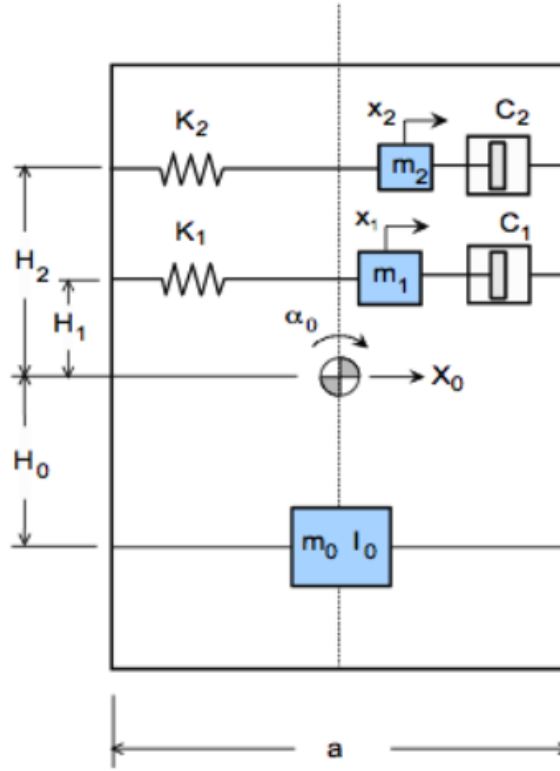 K₂
x₂
C₂
m₂
H₂
K₁
x₁
C₁
m₁
H₁
α₀
X₀
H₀
m₀ I₀
a